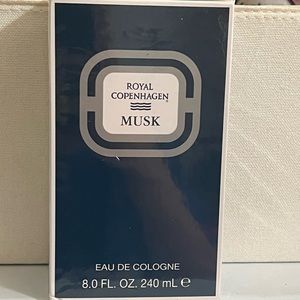 ROYAL
COPENHAGEN
MUSK
EAU DE COLOGNE
8.0 FL. OZ. 240 mL ℮